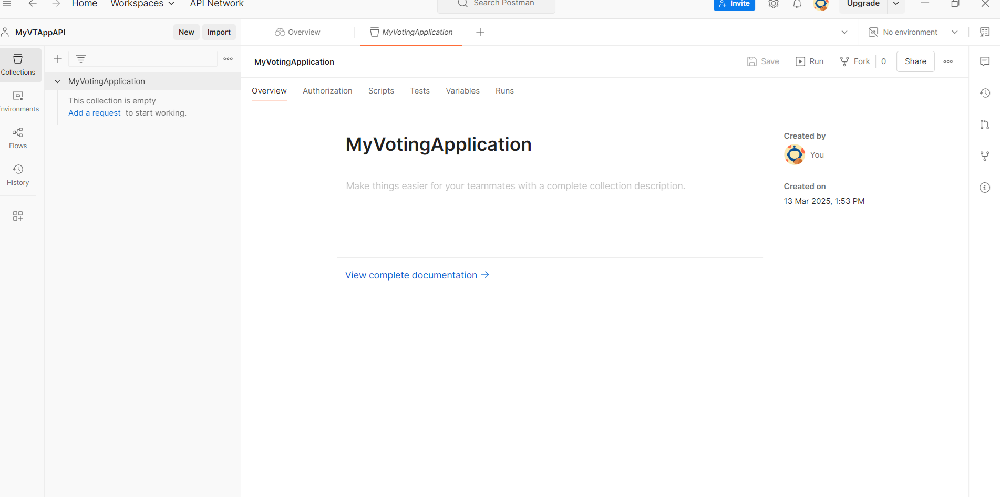 Home Workspaces API Network Search Postman Invite Upgrade
MyVTAppAPI New Import Overview MyVotingApplication No environment
Collections
MyVotingApplication
This collection is empty
Add a request to start working.
Environments
Flows
History
MyVotingApplication Save Run Fork 0 Share
Overview Authorization Scripts Tests Variables Runs
MyVotingApplication
Make things easier for your teammates with a complete collection description.
View complete documentation →
Created by
You
Created on
13 Mar 2025, 1:53 PM